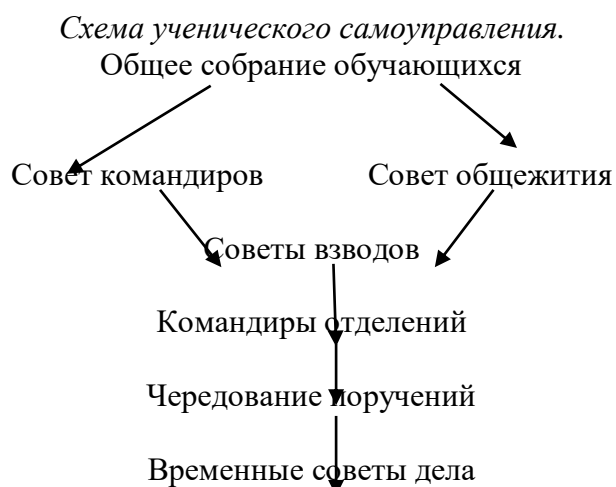 Схема ученического самоуправления.
Общее собрание обучающихся
Совет командиров Совет общежития
Советы взводов
Командиры отделений
Чередование поручений
Временные советы дела